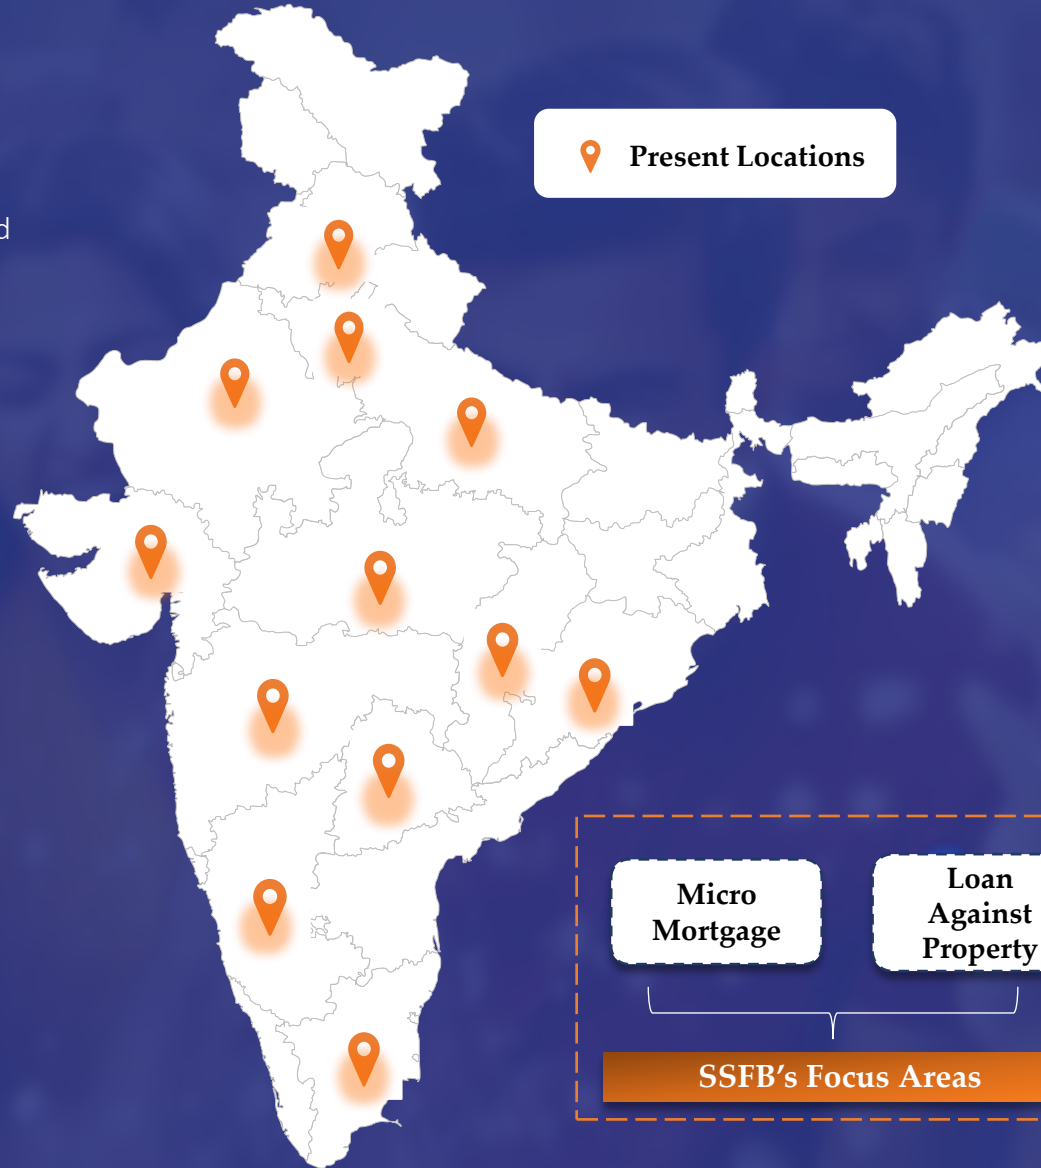 d
Present Locations
Micro
Mortgage
Loan
Against
Property
SSFB's Focus Areas